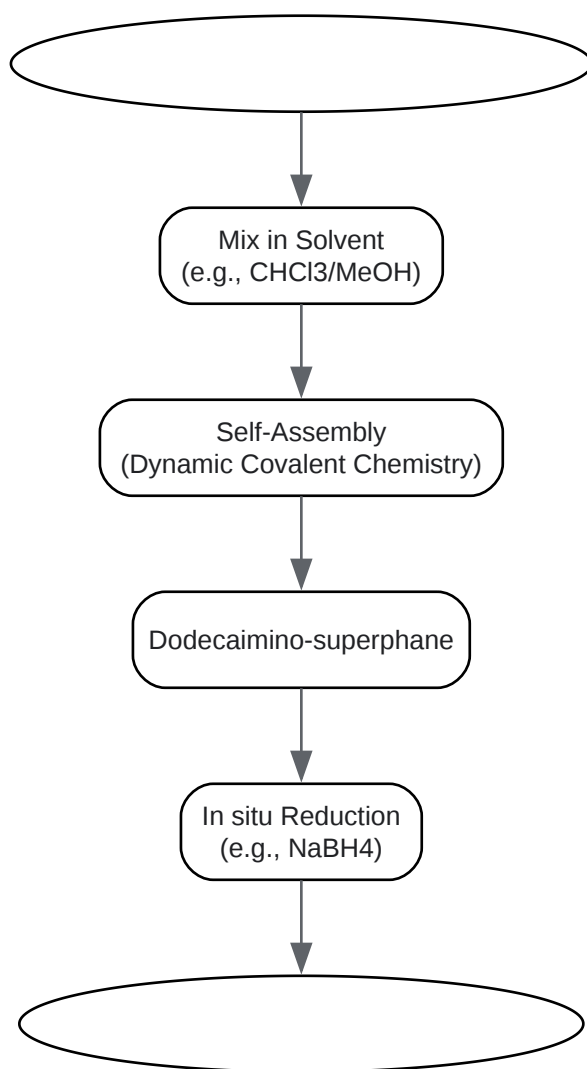 Mix in Solvent
(e.g., CHCl3/MeOH)
Self-Assembly
(Dynamic Covalent Chemistry)
Dodecaimino-superphane
In situ Reduction
(e.g., NaBH4)